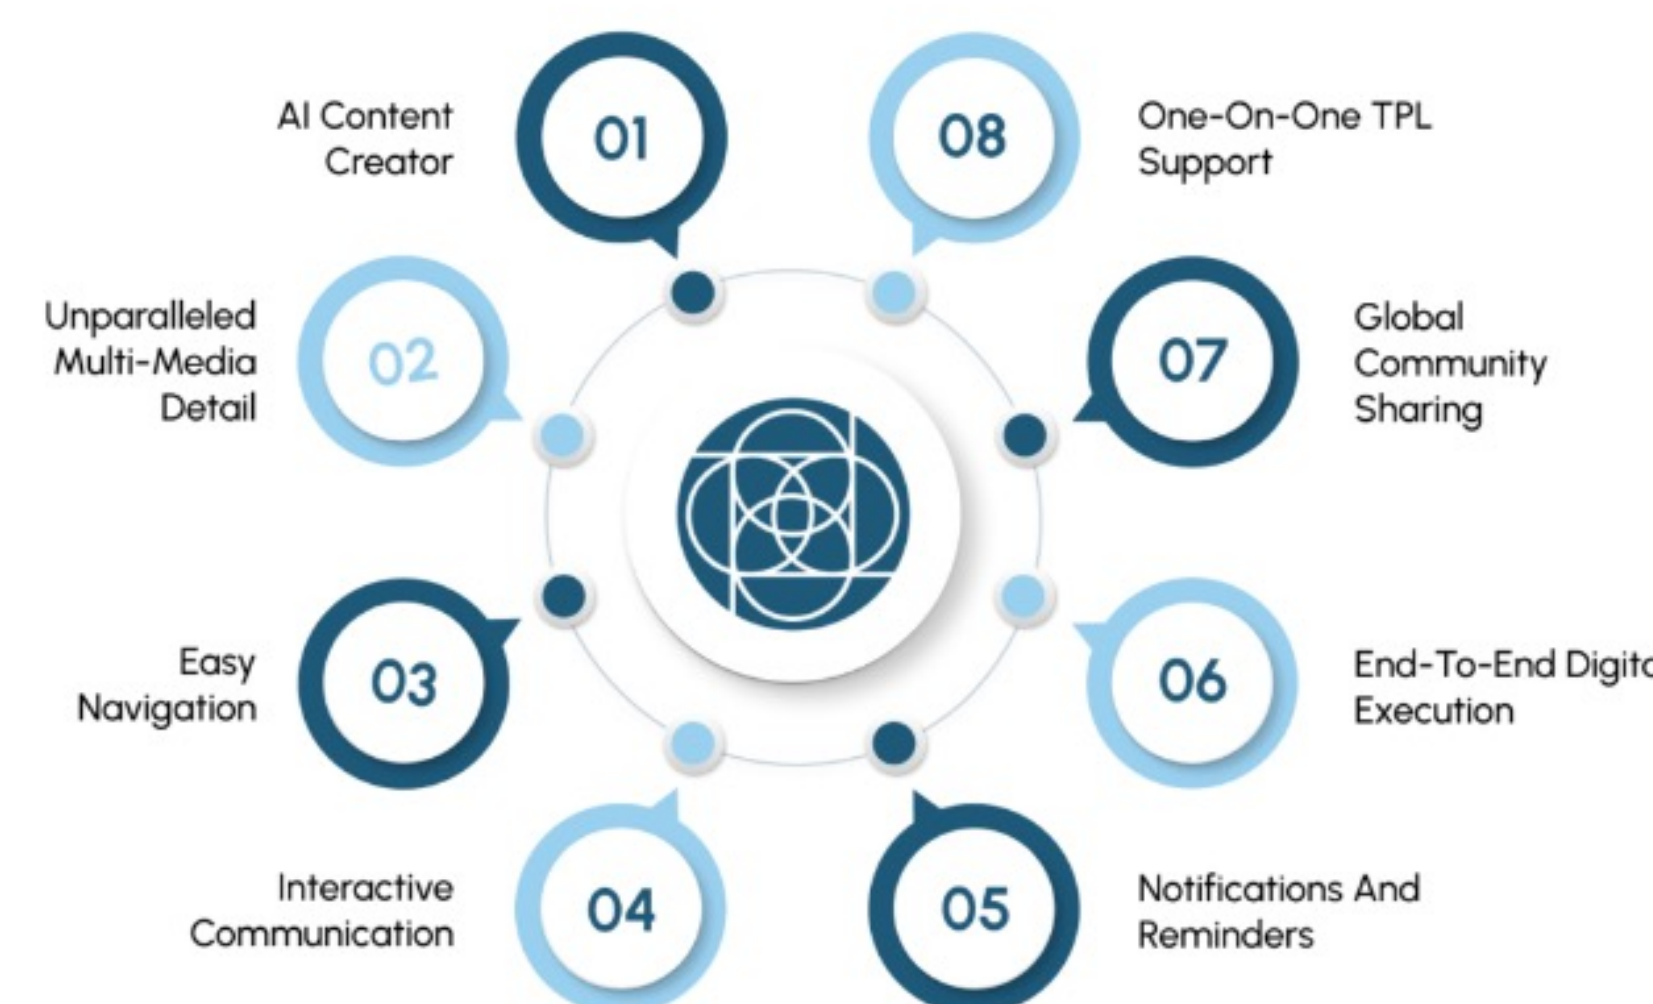 01
AI Content
Creator
02
Unparalleled
Multi-Media
Detail
03
Easy
Navigation
04
Interactive
Communication
05
Notifications And
Reminders
06
End-To-End
Execution
07
Global
Community
Sharing
08
One-On-One TPL
Support